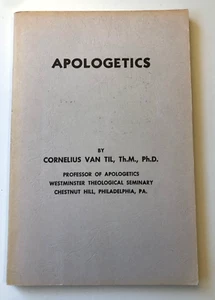 APOLOGETICS
BY
CORNELIUS VAN TIL, Th.M., Ph.D.
PROFESSOR OF APOLOGETICS
WESTMINSTER THEOLOGICAL SEMINARY
CHESTNUT HILL, PHILADELPHIA, PA.